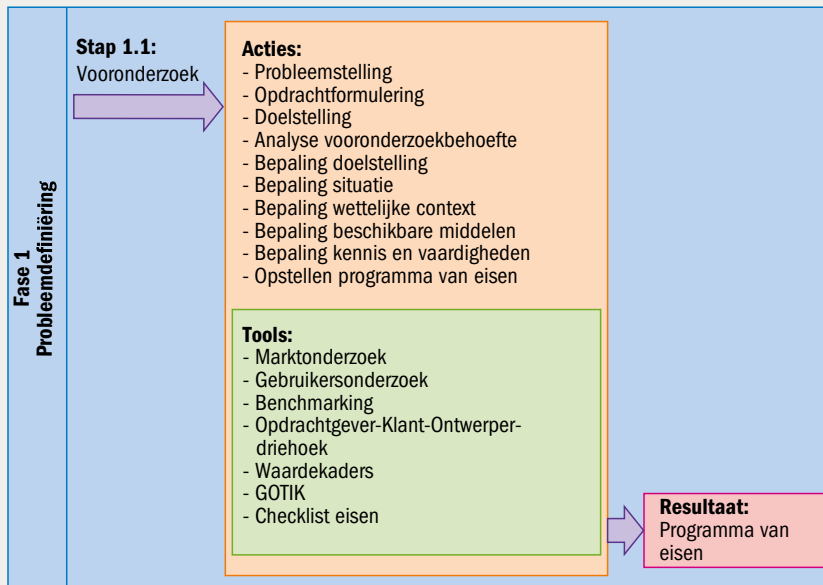 Fase 1
Probleemdefiniëring
Stap 1.1:
Vooronderzoek
Acties:
- Probleemstelling
- Opdrachtformulering
- Doelstelling
- Analyse vooronderzoekbehoefte
- Bepaling doelstelling
- Bepaling situatie
- Bepaling wettelijke context
- Bepaling beschikbare middelen
- Bepaling kennis en vaardigheden
- Opstellen programma van eisen
Tools:
- Marktonderzoek
- Gebruikersonderzoek
- Benchmarking
- Opdrachtgever-Klant-Ontwerper-
driehoek
- Waardekaders
- GOTIK
- Checklist eisen
Resultaat:
Programma van
eisen